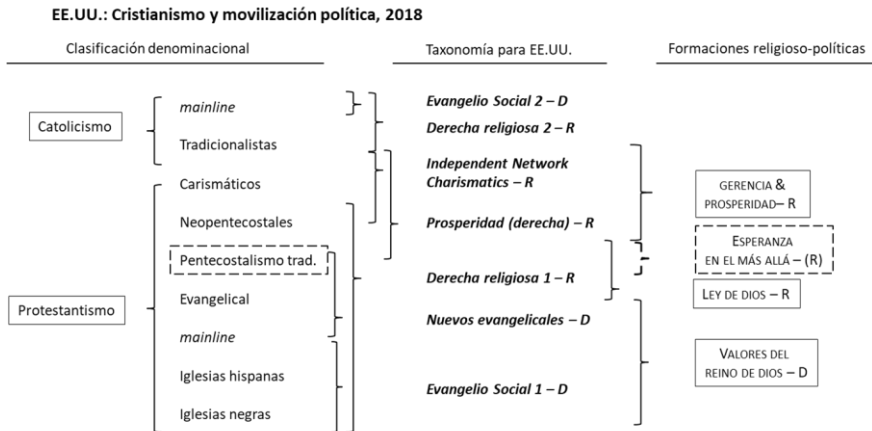 EE.UU.: Cristianismo y movilización política, 2018
Clasificación denominacional
Taxonomía para EE.UU.
Formaciones religioso-políticas
Catolicismo
mainline
Tradicionalistas
Protestantismo
Carismáticos
Neopentecostales
Pentecostalismo trad.
Evangelical
mainline
Iglesias hispanas
Iglesias negras
Evangelio Social 2 – D
Derecha religiosa 2 – R
Independent Network
Charismatics – R
Prosperidad (derecha) – R
Derecha religiosa 1 – R
Nuevos evangelicales – D
Evangelio Social 1 – D
GERENCIA &
PROSPERIDAD– R
ESPERANZA
EN EL MÁS ALLÁ – (R)
LEY DE DIOS – R
VALORES DEL
REINO DE DIOS – D